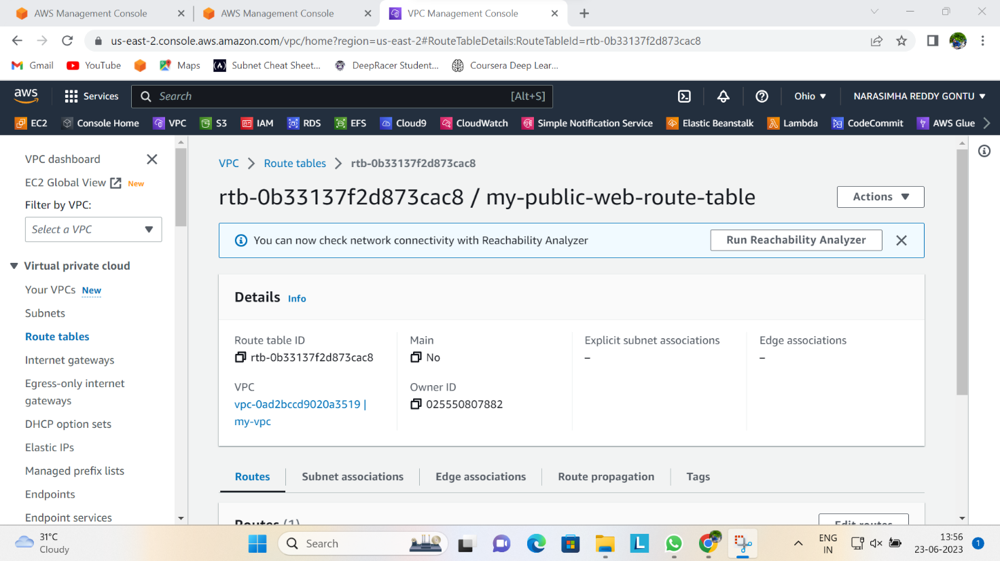 AWS Management Console
AWS Management Console
VPC Management Console
us-east-2.console.aws.amazon.com/vpc/home?region=us-east-2#RouteTableDetails:RouteTableId=rtb-0b33137f2d873cac8
Gmail YouTube Maps Subnet Cheat Sheet... DeepRacer Student... Coursera Deep Lear...
aws Services Search [Alt+S] Ohio NARASIMHA REDDY GONTU
EC2 Console Home VPC S3 IAM RDS EFS Cloud9 CloudWatch Simple Notification Service Elastic Beanstalk Lambda CodeCommit AWS Glue
VPC dashboard
EC2 Global View New
Filter by VPC:
Select a VPC
Virtual private cloud
Your VPCs New
Subnets
Route tables
Internet gateways
Egress-only internet
gateways
DHCP option sets
Elastic IPs
Managed prefix lists
Endpoints
Endpoint services
VPC > Route tables > rtb-0b33137f2d873cac8
rtb-0b33137f2d873cac8 / my-public-web-route-table
Actions
You can now check network connectivity with Reachability Analyzer
Run Reachability Analyzer
Details Info
Route table ID
rtb-0b33137f2d873cac8
Main
No
Explicit subnet associations
–
Edge associations
–
VPC
vpc-0ad2bccd9020a3519 |
my-vpc
Owner ID
025550807882
Routes Subnet associations Edge associations Route propagation Tags
Routes (1)
Edit routes
31°C
Cloudy
Search
L
ENG
IN
13:56
23-06-2023
1